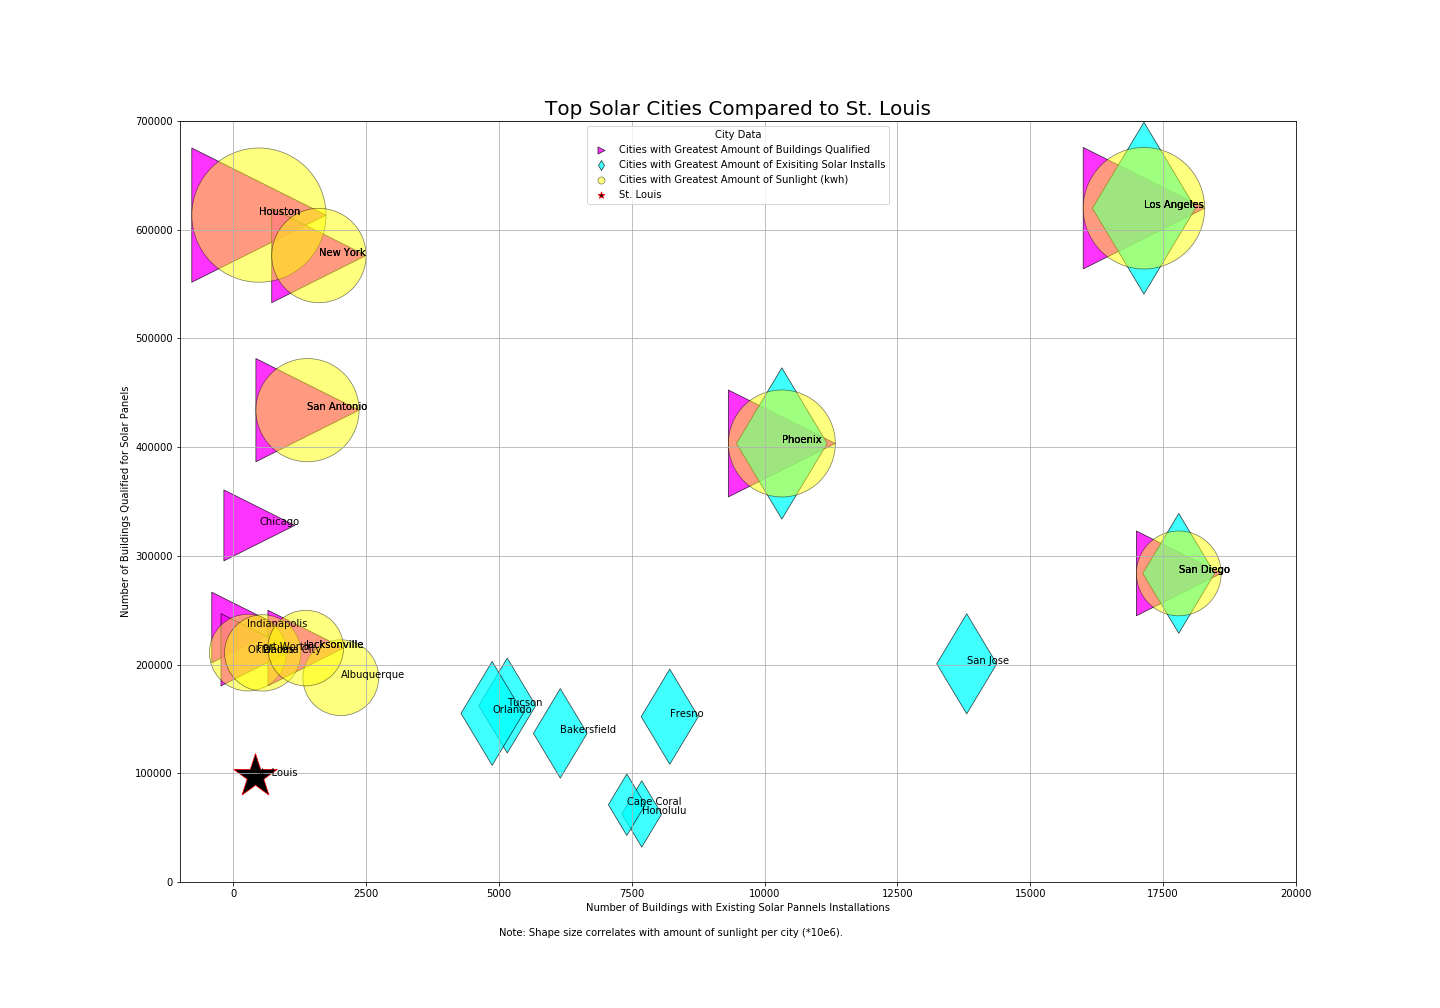 Top Solar Cities Compared to St. Louis
City Data
Cities with Greatest Amount of Buildings Qualified
Cities with Greatest Amount of Exisiting Solar Installs
Cities with Greatest Amount of Sunlight (kwh)
St. Louis
Number of Buildings Qualified for Solar Panels
700000
600000
500000
400000
300000
200000
100000
0
Houston
New York
Los Angeles
San Antonio
Phoenix
Chicago
San Diego
Indianapolis
Fort Worth
Jacksonville
San Jose
Albuquerque
Tucson
Orlando
Fresno
Bakersfield
Louis
Cape Coral
Honolulu
0
2500
5000
7500
10000
12500
15000
17500
20000
Number of Buildings with Existing Solar Pannels Installations
Note: Shape size correlates with amount of sunlight per city (*10e6).